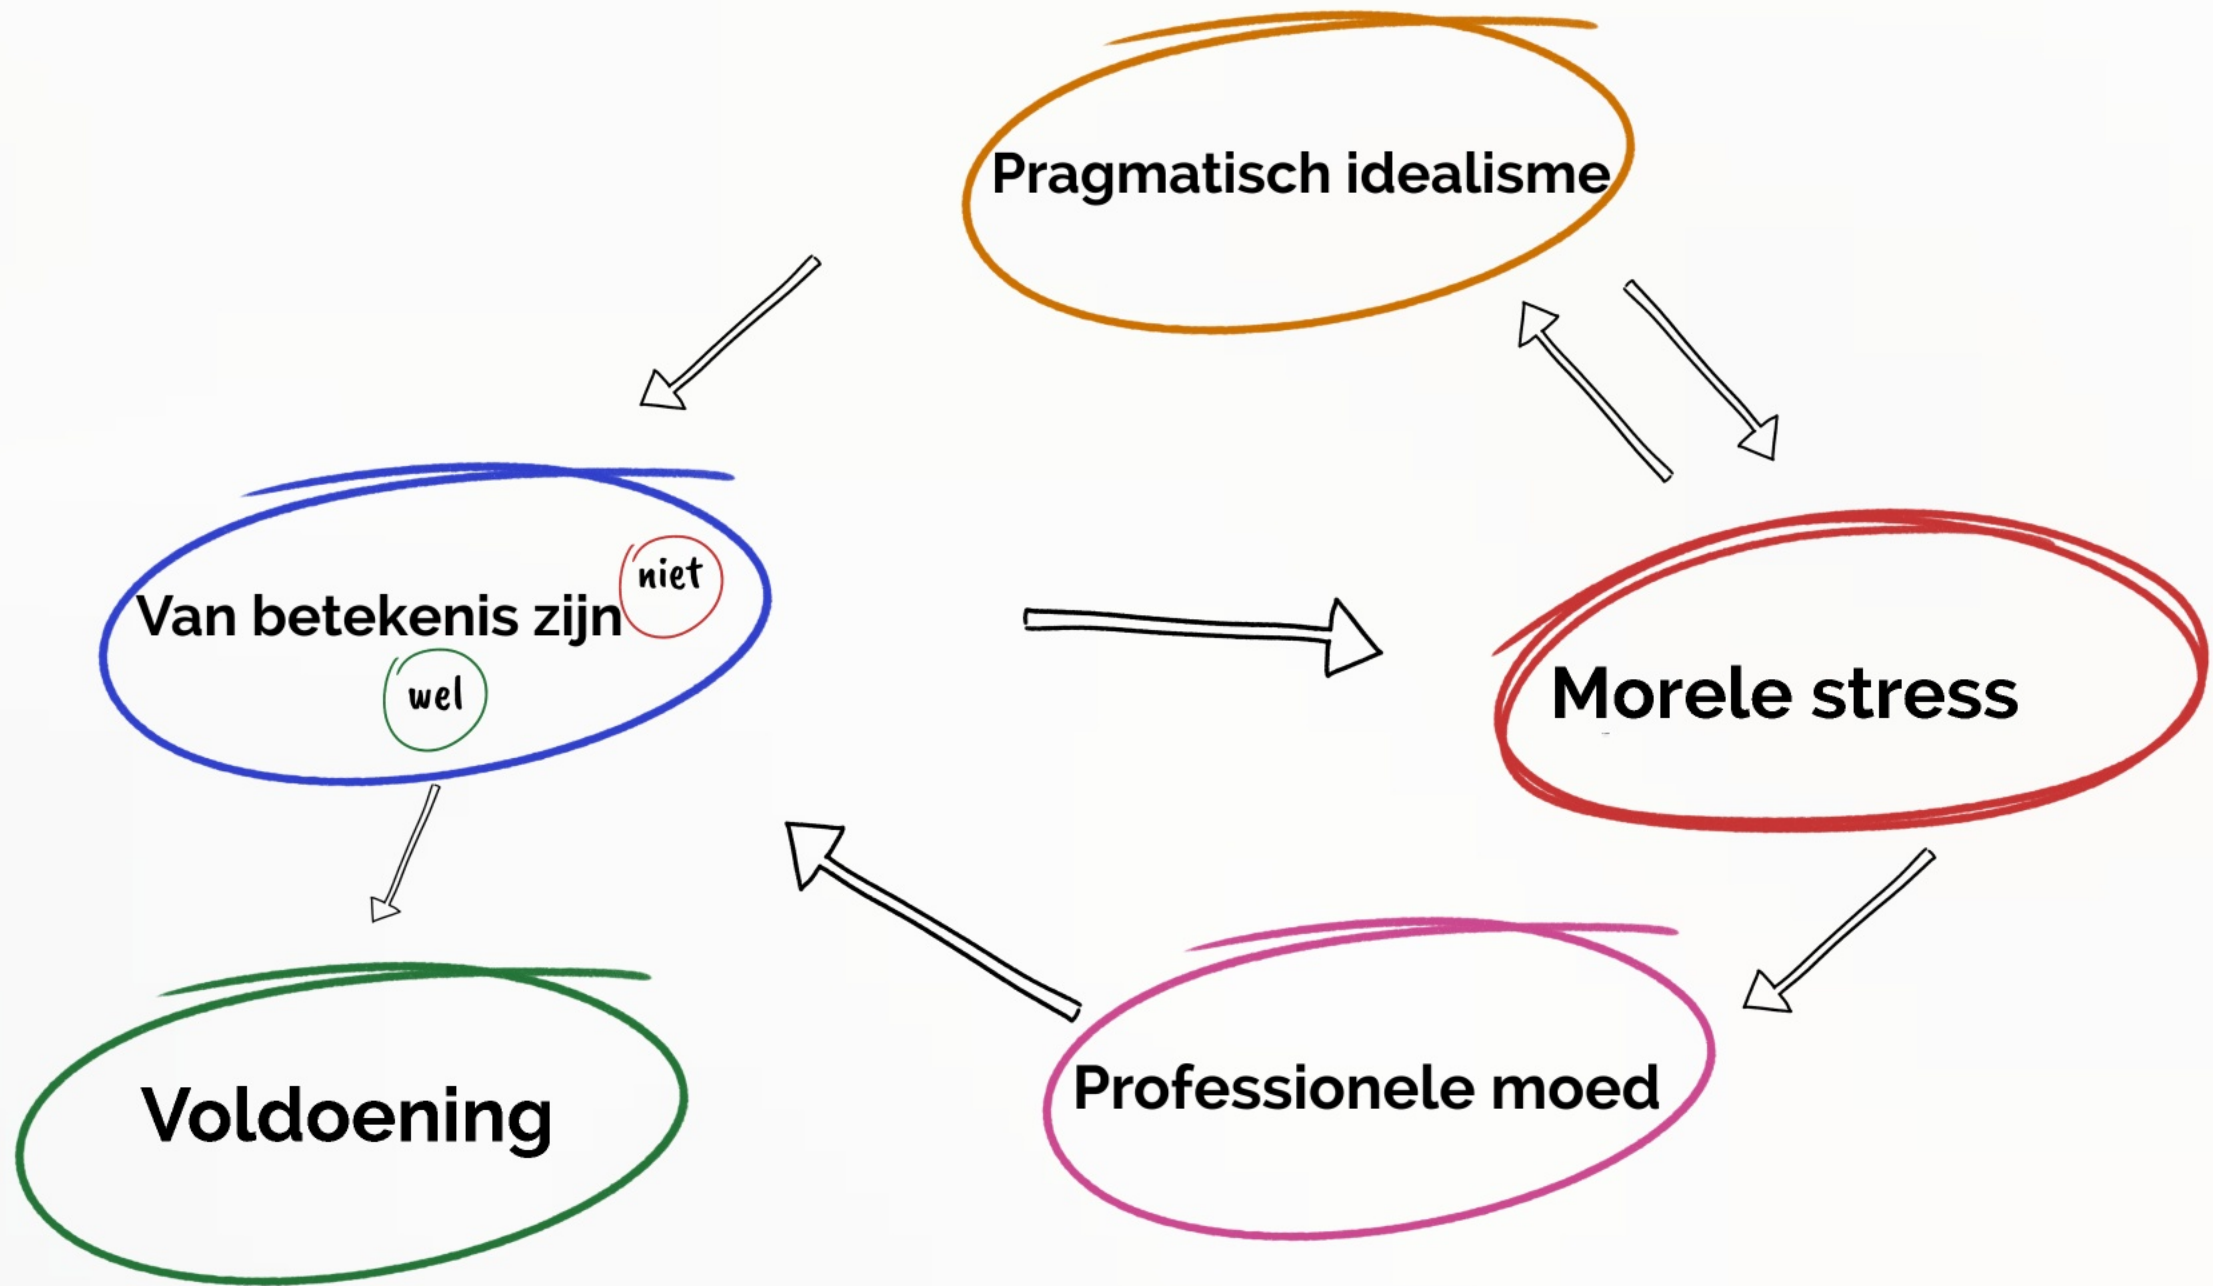 Pragmatisch idealisme
niet
Van betekenis zijn
wel
Morele stress
Professionele moed
Voldoening